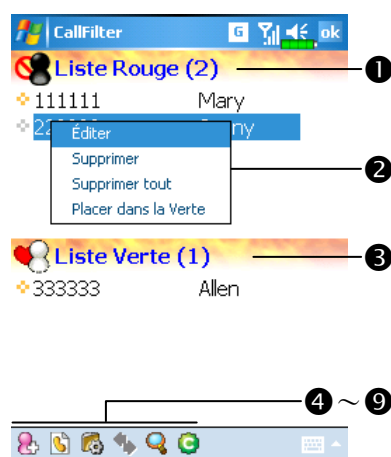 CallFilter G ok
Liste Rouge (2) ❶
111111 Mary
22
Éditer
Supprimer ❷
Supprimer tout
Placer dans la Verte
Liste Verte (1) ❸
333333 Allen
❹ ~ ❾